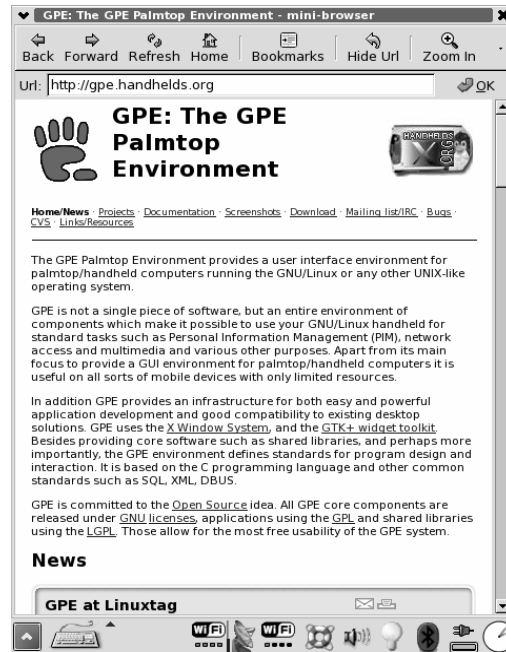 GPE: The GPE Palmtop Environment - mini-browser
Back Forward Refresh Home Bookmarks Hide Url Zoom In
Url: http://gpe.handhelds.org OK
GPE: The GPE
Palmtop
Environment
HANDHELDS
X
.ORG
Home/News · Projects · Documentation · Screenshots · Download · Mailing list/IRC · Bugs ·
CVS · Links/Resources
The GPE Palmtop Environment provides a user interface environment for
palmtop/handheld computers running the GNU/Linux or any other UNIX-like
operating system.
GPE is not a single piece of software, but an entire environment of
components which make it possible to use your GNU/Linux handheld for
standard tasks such as Personal Information Management (PIM), network
access and multimedia and various other purposes. Apart from its main
focus to provide a GUI environment for palmtop/handheld computers it is
useful on all sorts of mobile devices with only limited resources.
In addition GPE provides an infrastructure for both easy and powerful
application development and good compatibility to existing desktop
solutions. GPE uses the X Window System, and the GTK+ widget toolkit.
Besides providing core software such as shared libraries, and perhaps more
importantly, the GPE environment defines standards for program design and
interaction. It is based on the C programming language and other common
standards such as SQL, XML, DBUS.
GPE is committed to the Open Source idea. All GPE core components are
released under GNU licenses, applications using the GPL and shared libraries
using the LGPL. Those allow for the most free usability of the GPE system.
News
GPE at Linuxtag
WiFi WiFi